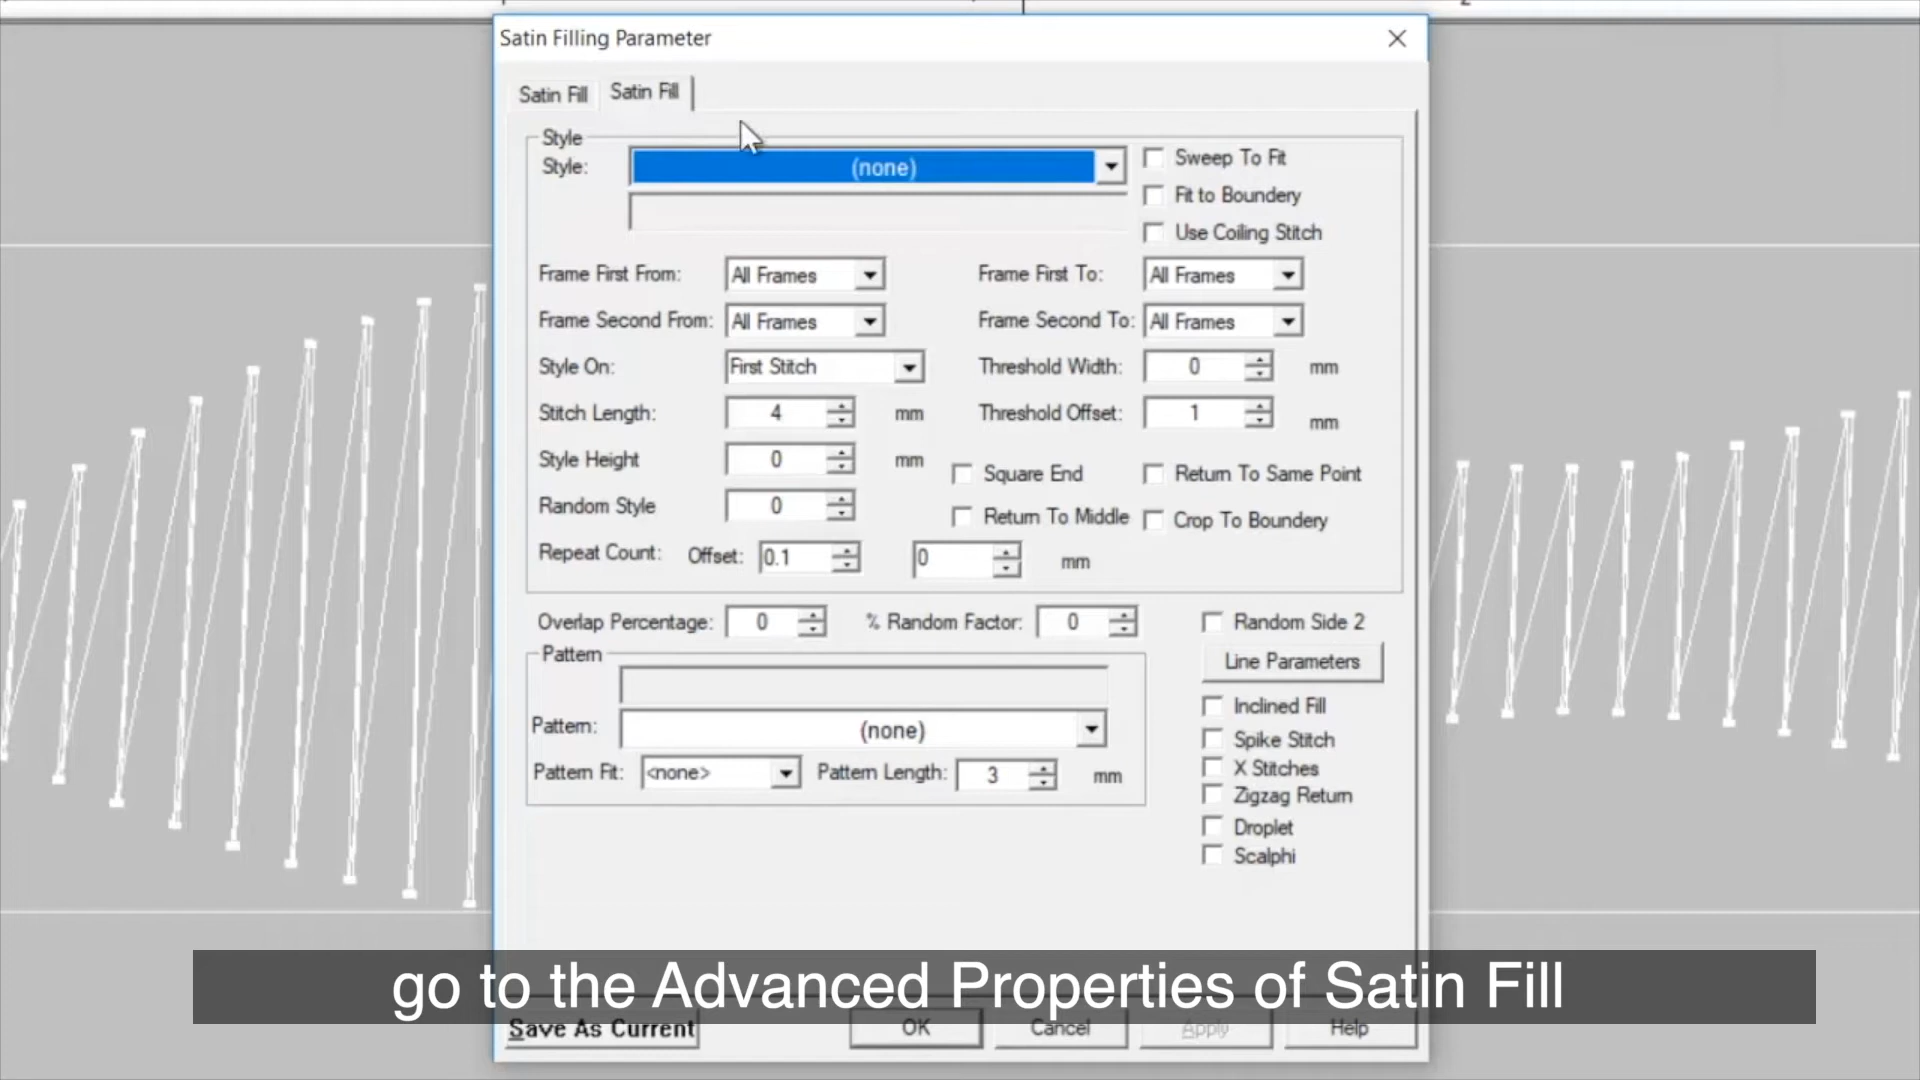 Satin Filling Parameter
Satin Fill Satin Fill
Style
Style: (none)
Sweep To Fit
Fit to Boundery
Use Coiling Stitch
Frame First From: All Frames Frame First To: All Frames
Frame Second From: All Frames Frame Second To: All Frames
Style On: First Stitch Threshold Width: 0 mm
Stitch Length: 4 mm Threshold Offset: 1 mm
Style Height 0 mm Square End Return To Same Point
Random Style 0 Return To Middle Crop To Boundery
Repeat Count: Offset: 0.1 0 mm
Overlap Percentage: 0 % Random Factor: 0 Random Side 2
Pattern
Line Parameters
Pattern: (none)
Inclined Fill
Spike Stitch
Pattern Fit: <none> Pattern Length: 3 mm
X Stitches
Zigzag Return
Droplet
Scalphi
go to the Advanced Properties of Satin Fill
Save As Current OK Cancel Apply Help